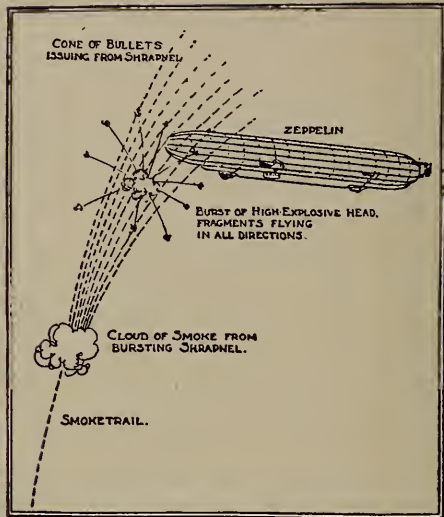 CONE OF BULLETS
ISSUING FROM SHRAPNEL
ZEPPELIN
BURST OF HIGH-EXPLOSIVE HEAD,
FRAGMENTS FLYING
IN ALL DIRECTIONS.
CLOUD OF SMOKE FROM
BURSTING SHRAPNEL.
SMOKETRAIL.